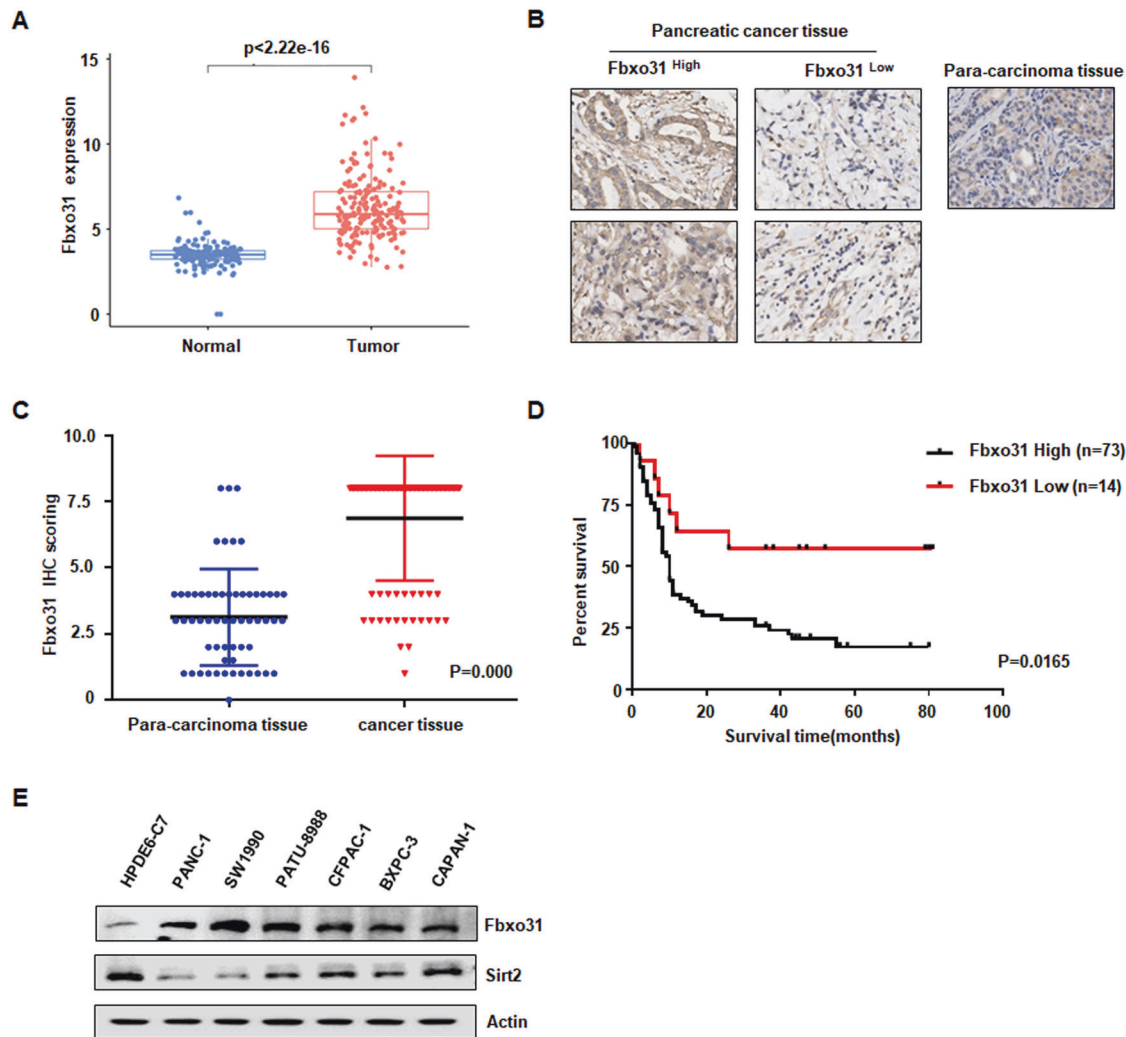 A
p<2.22e-16
Fbxo31 expression
15
10
5
0
Normal
Tumor
B
Pancreatic cancer tissue
Fbxo31 High
Fbxo31 Low
Para-carcinoma tissue
C
Fbxo31 IHC scoring
10.0
7.5
5.0
2.5
0
P=0.000
Para-carcinoma tissue
cancer tissue
D
Percent survival
100
75
50
25
0
Fbxo31 High (n=73)
Fbxo31 Low (n=14)
P=0.0165
0 20 40 60 80 100
Survival time(months)
E
HPDE6-C7
PANC-1
SW1990
PATU-8988
CFPAC-1
BXPC-3
CAPAN-1
Fbxo31
Sirt2
Actin